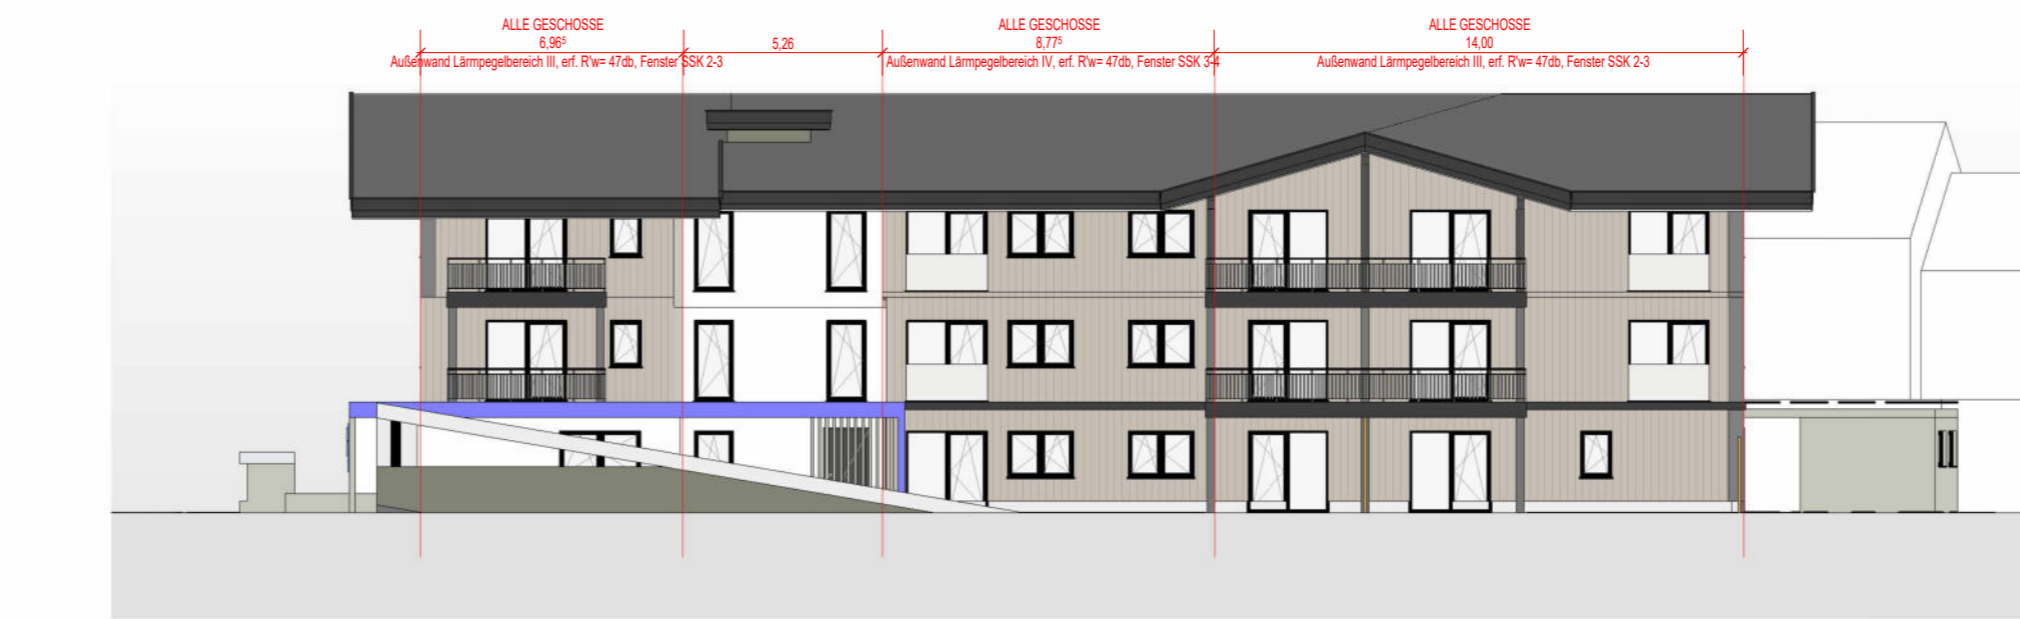 ALLE GESCHOSSE
6,96⁵
Außenwand Lärmpegelbereich III, erf. R'w= 47db, Fenster SSK 2-3
5,26
ALLE GESCHOSSE
8,77⁵
Außenwand Lärmpegelbereich IV, erf. R'w= 47db, Fenster SSK 3-4
ALLE GESCHOSSE
14,00
Außenwand Lärmpegelbereich III, erf. R'w= 47db, Fenster SSK 2-3